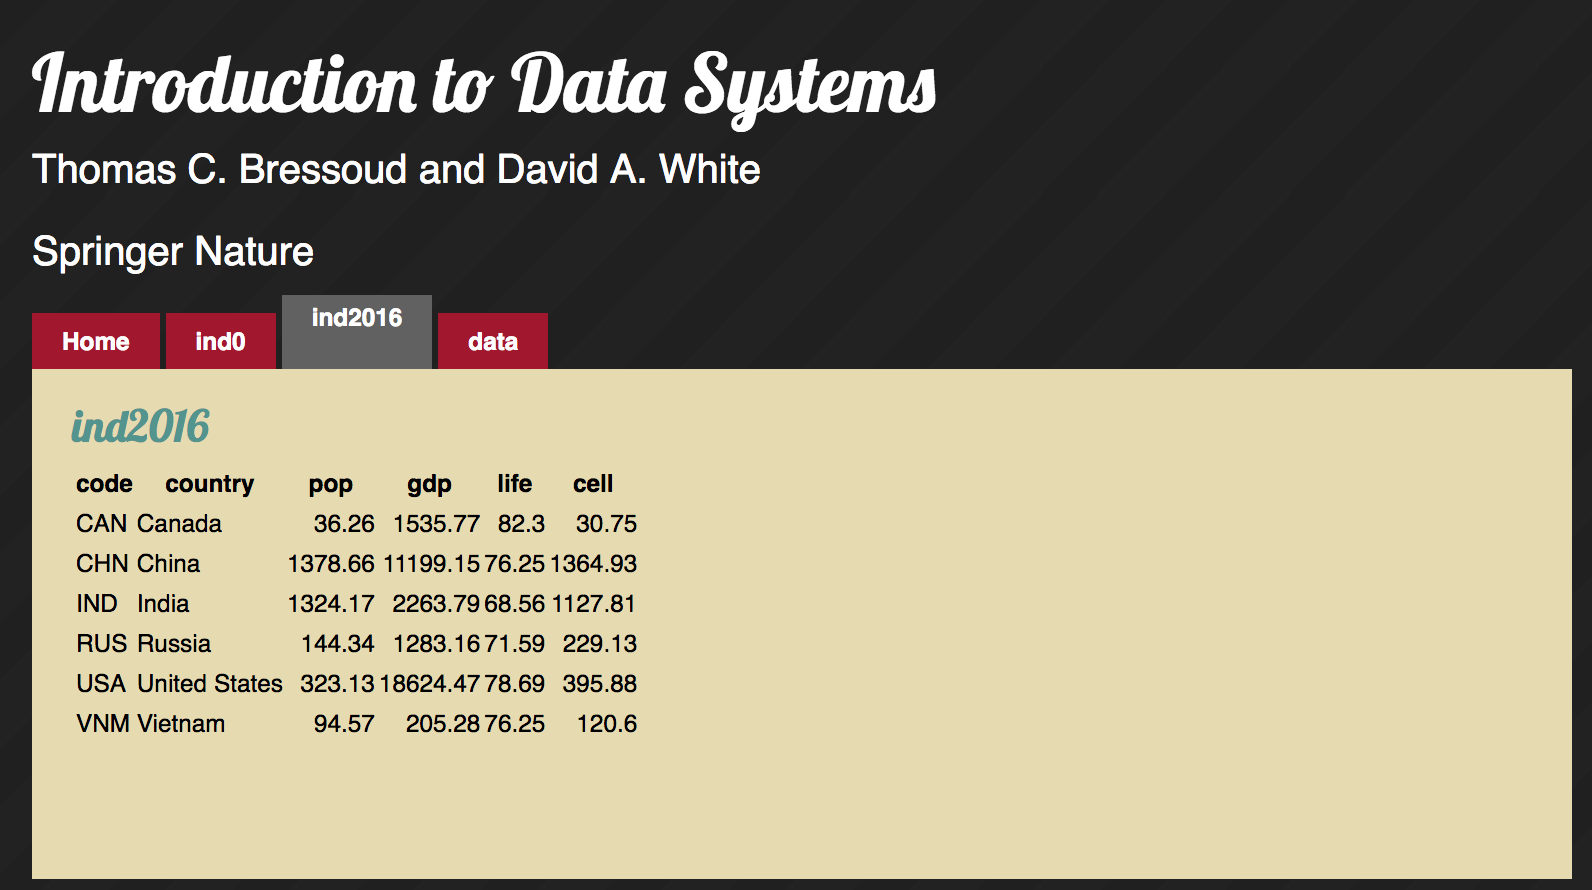 Introduction to Data Systems
Thomas C. Bressoud and David A. White
Springer Nature
Home ind0 ind2016 data
ind2016
code country pop gdp life cell
CAN Canada 36.26 1535.77 82.3 30.75
CHN China 1378.66 11199.15 76.25 1364.93
IND India 1324.17 2263.79 68.56 1127.81
RUS Russia 144.34 1283.16 71.59 229.13
USA United States 323.13 18624.47 78.69 395.88
VNM Vietnam 94.57 205.28 76.25 120.6